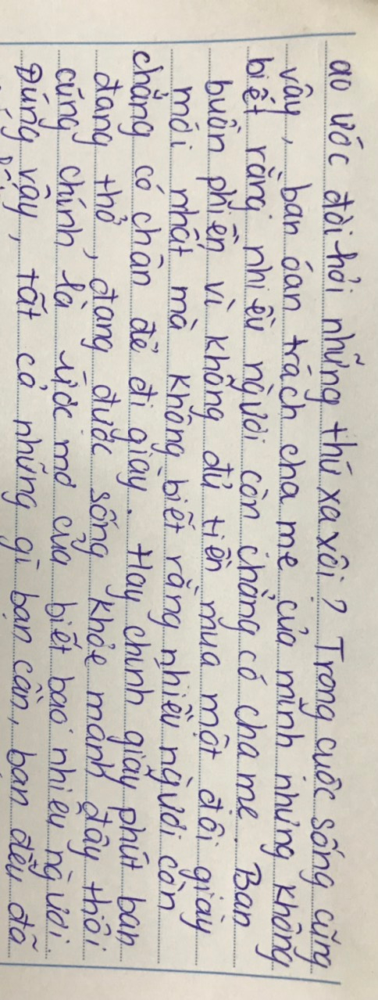 ao ước đòi hỏi những thứ xa xôi? Trong cuộc sống cũng
vậy, bạn oán trách cha mẹ của mình nhưng không
biết rằng nhiều người còn chẳng có cha mẹ. Bạn
buồn phiền vì không đủ tiền mua một đôi giày
mới nhất mà không biết rằng nhiều người còn
chẳng có chân để đi giày. Hay chính giây phút bạn
đang thở, đang được sống khỏe mạnh đây thôi
cũng chính là ước mơ của biết bao nhiêu người.
Đúng vậy, tất cả những gì bạn cần, bạn đều đã